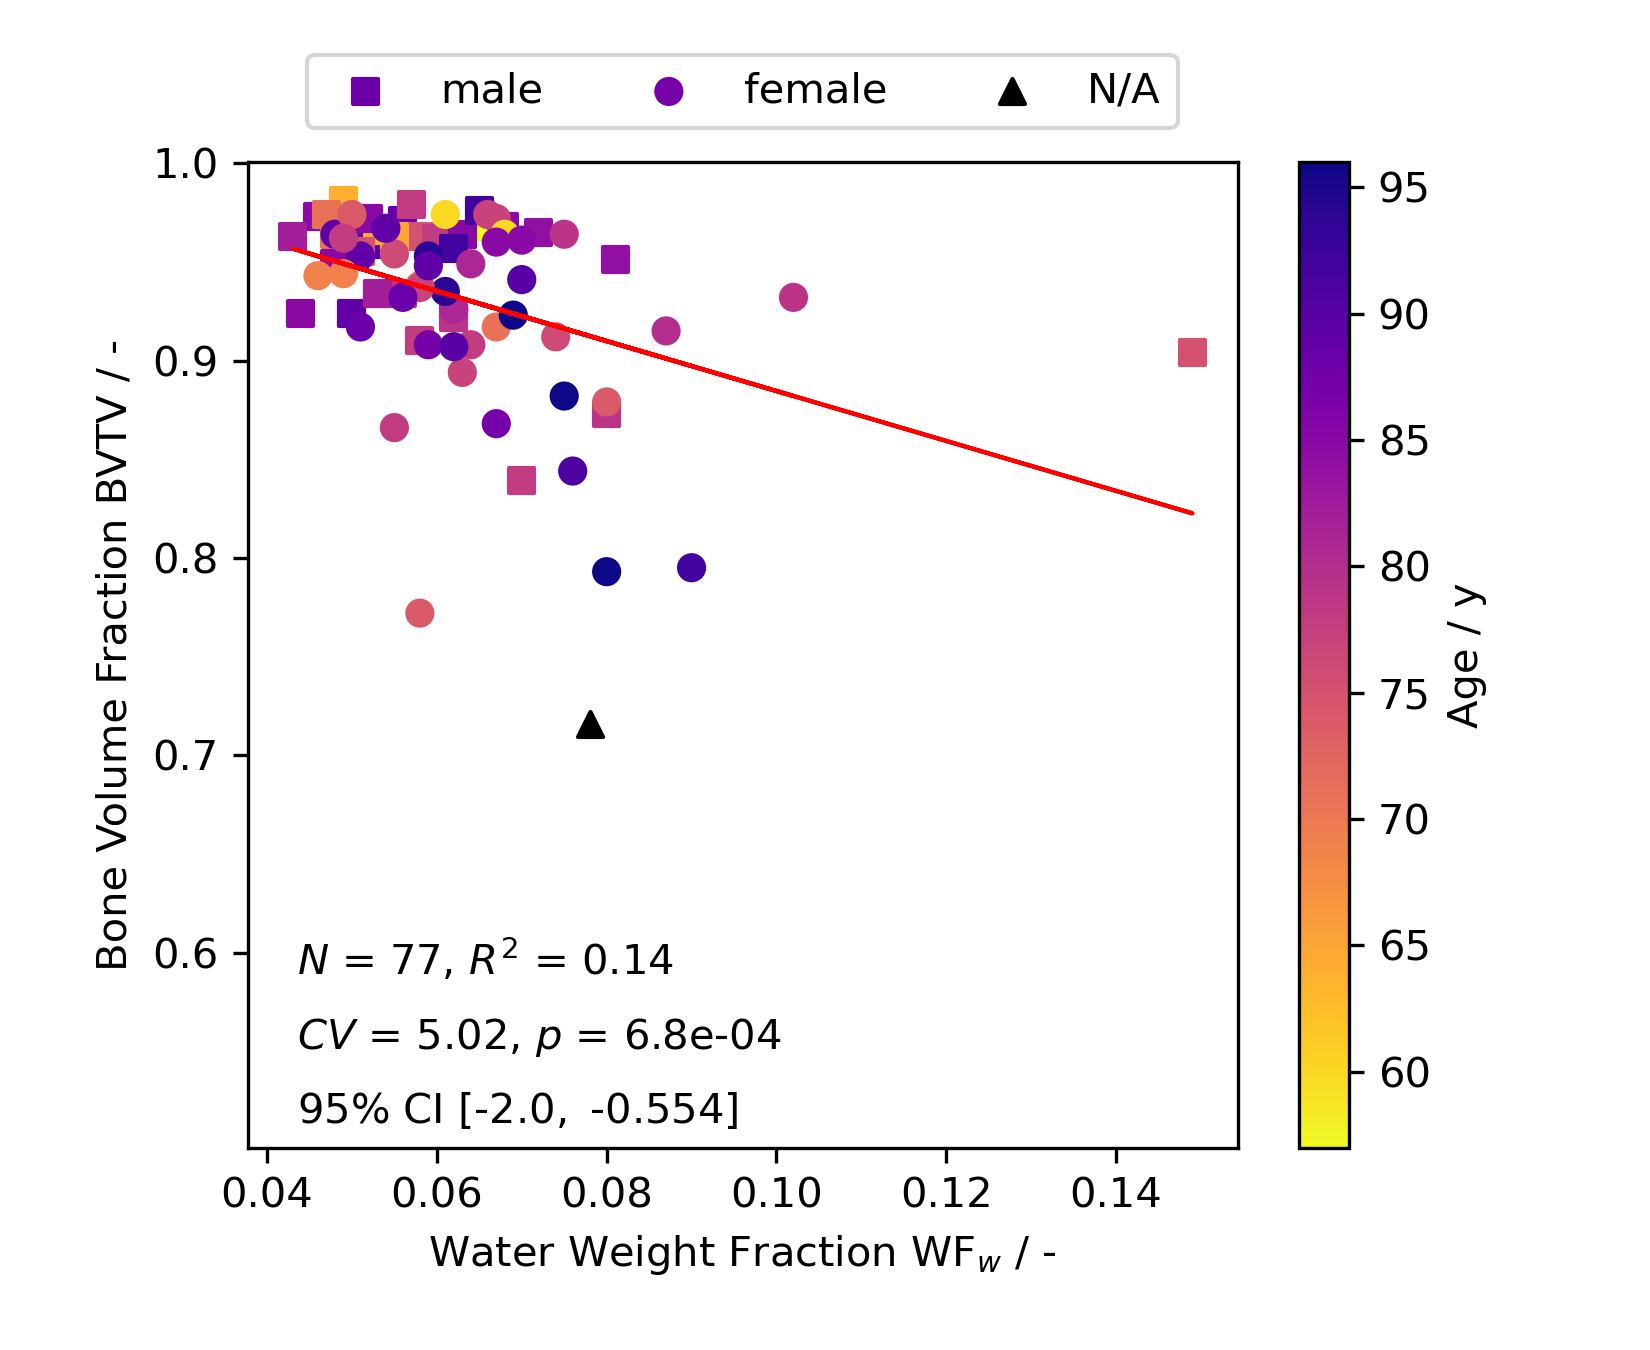 male female N/A
1.0
0.9
0.8
0.7
0.6
Bone Volume Fraction BVTV / -
N = 77, R² = 0.14
CV = 5.02, p = 6.8e-04
95% CI [-2.0, -0.554]
0.04 0.06 0.08 0.10 0.12 0.14
Water Weight Fraction WF_w / -
95
90
85
80
75
70
65
60
Age / y